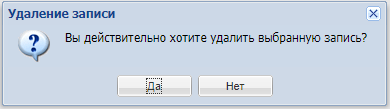 Удаление записи
Вы действительно хотите удалить выбранную запись?
Да
Нет